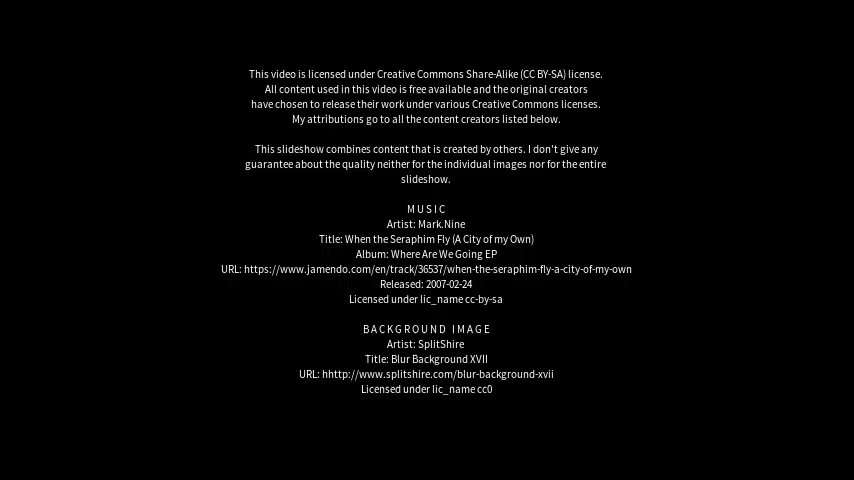 This video is licensed under Creative Commons Share-Alike (CC BY-SA) license.
All content used in this video is free available and the original creators
have chosen to release their work under various Creative Commons licenses.
My attributions go to all the content creators listed below.
This slideshow combines content that is created by others. I don't give any
guarantee about the quality neither for the individual images nor for the entire
slideshow.
MUSIC
Artist: Mark.Nine
Title: When the Seraphim Fly (A City of my Own)
Album: Where Are We Going EP
URL: https://www.jamendo.com/en/track/36537/when-the-seraphim-fly-a-city-of-my-own
Released: 2007-02-24
Licensed under lic_name cc-by-sa
BACKGROUND IMAGE
Artist: SplitShire
Title: Blur Background XVII
URL: hhttp://www.splitshire.com/blur-background-xvii
Licensed under lic_name cc0